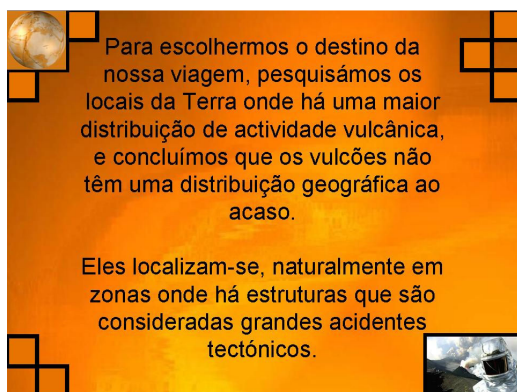 Para escolhermos o destino da
nossa viagem, pesquisámos os
locais da Terra onde há uma maior
distribuição de actividade vulcânica,
e concluímos que os vulcões não
têm uma distribuição geográfica ao
acaso.
Eles localizam-se, naturalmente em
zonas onde há estruturas que são
consideradas grandes acidentes
tectónicos.